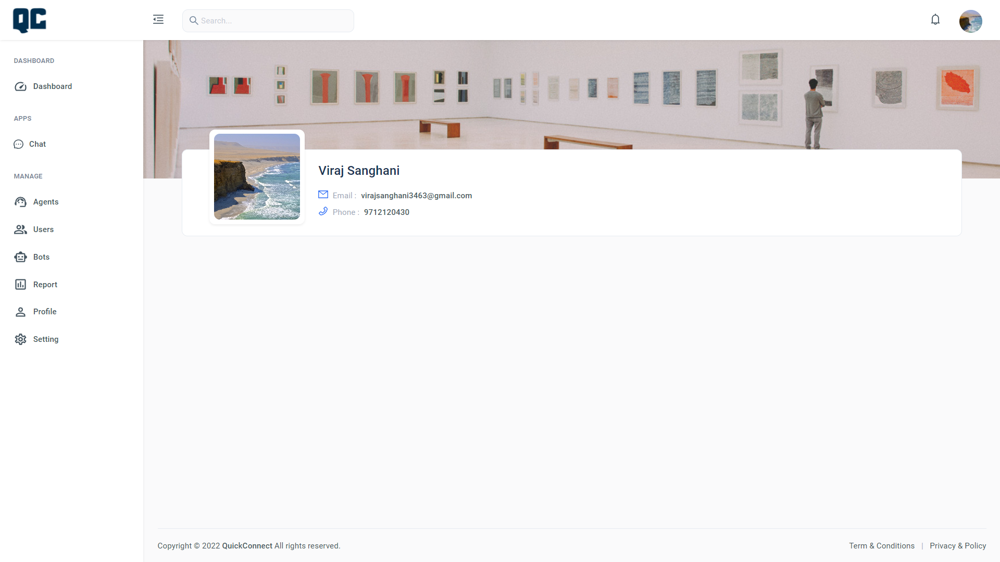 QC
Search...
DASHBOARD
Dashboard
APPS
Chat
MANAGE
Agents
Users
Bots
Report
Profile
Setting
Viraj Sanghani
Email : virajsanghani3463@gmail.com
Phone : 9712120430
Copyright © 2022 QuickConnect All rights reserved.
Term & Conditions | Privacy & Policy